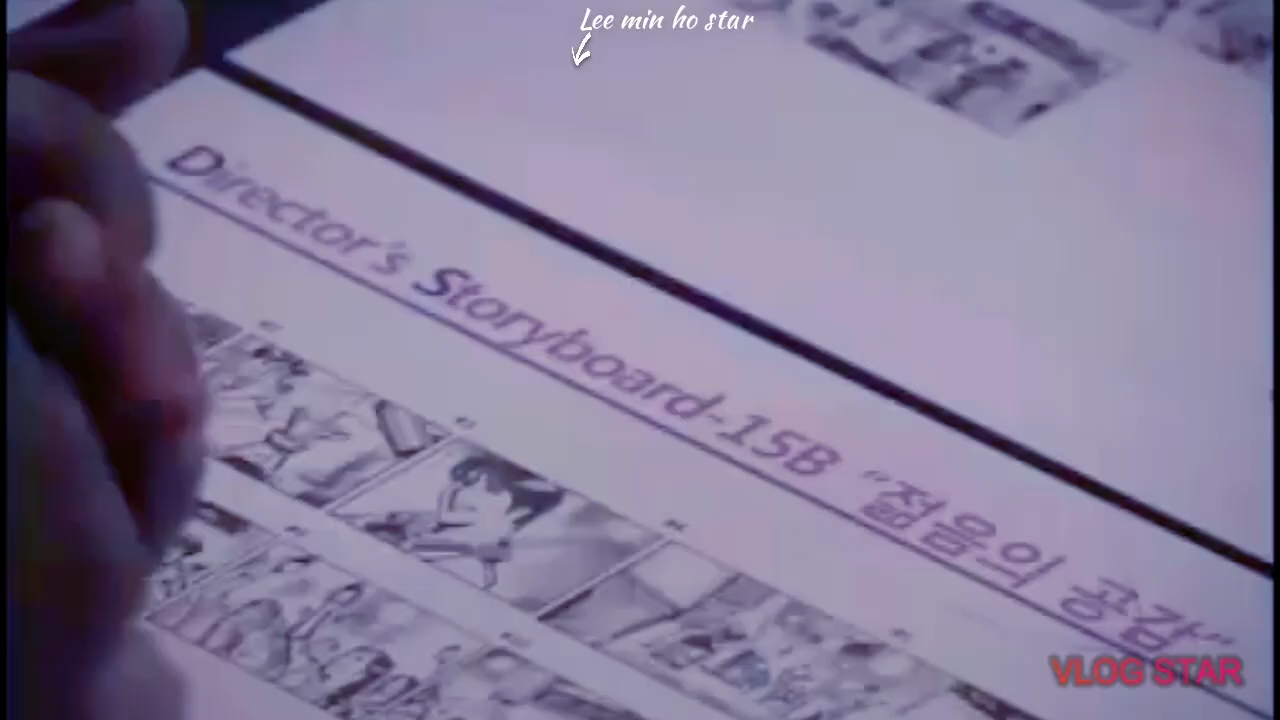 Lee min ho star
Director's Storyboard-15B “젊음의 공감”
VLOG STAR